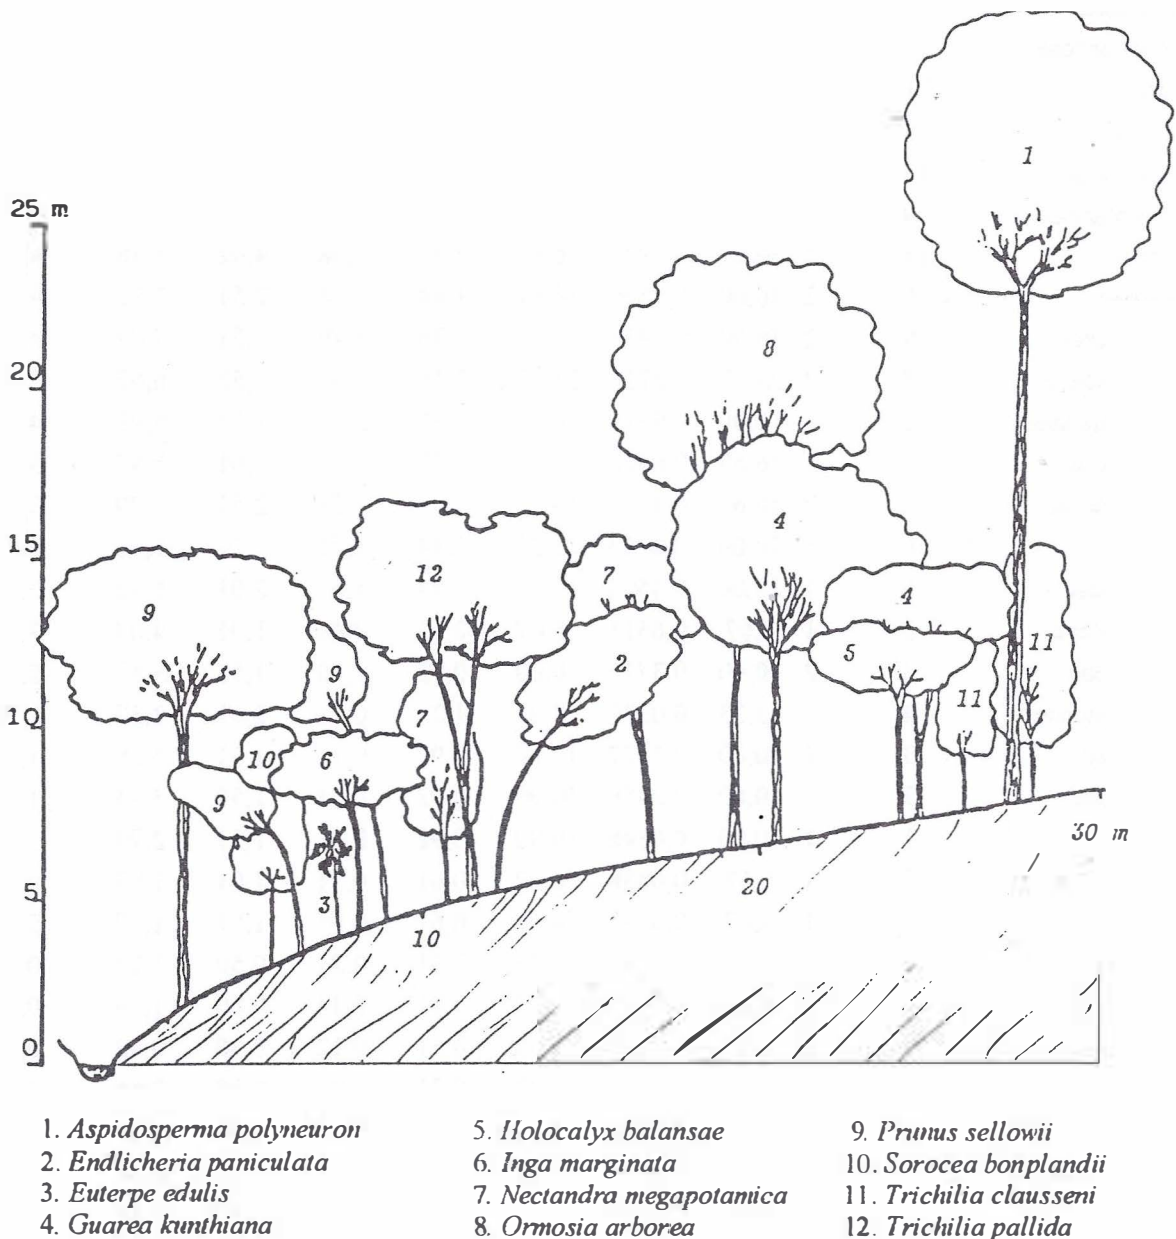 1
25 m
8
20
4
15
12
7
4
9
11
5
2
9
11
7
10
10
6
9
30 m
5
3
20
10
0
1. Aspidosperma polyneuron
2. Endlicheria paniculata
3. Euterpe edulis
4. Guarea kunthiana
5. Holocalyx balansae
6. Inga marginata
7. Nectandra megapotamica
8. Ormosia arborea
9. Prunus sellowii
10. Sorocea bonplandii
11. Trichilia clausseni
12. Trichilia pallida